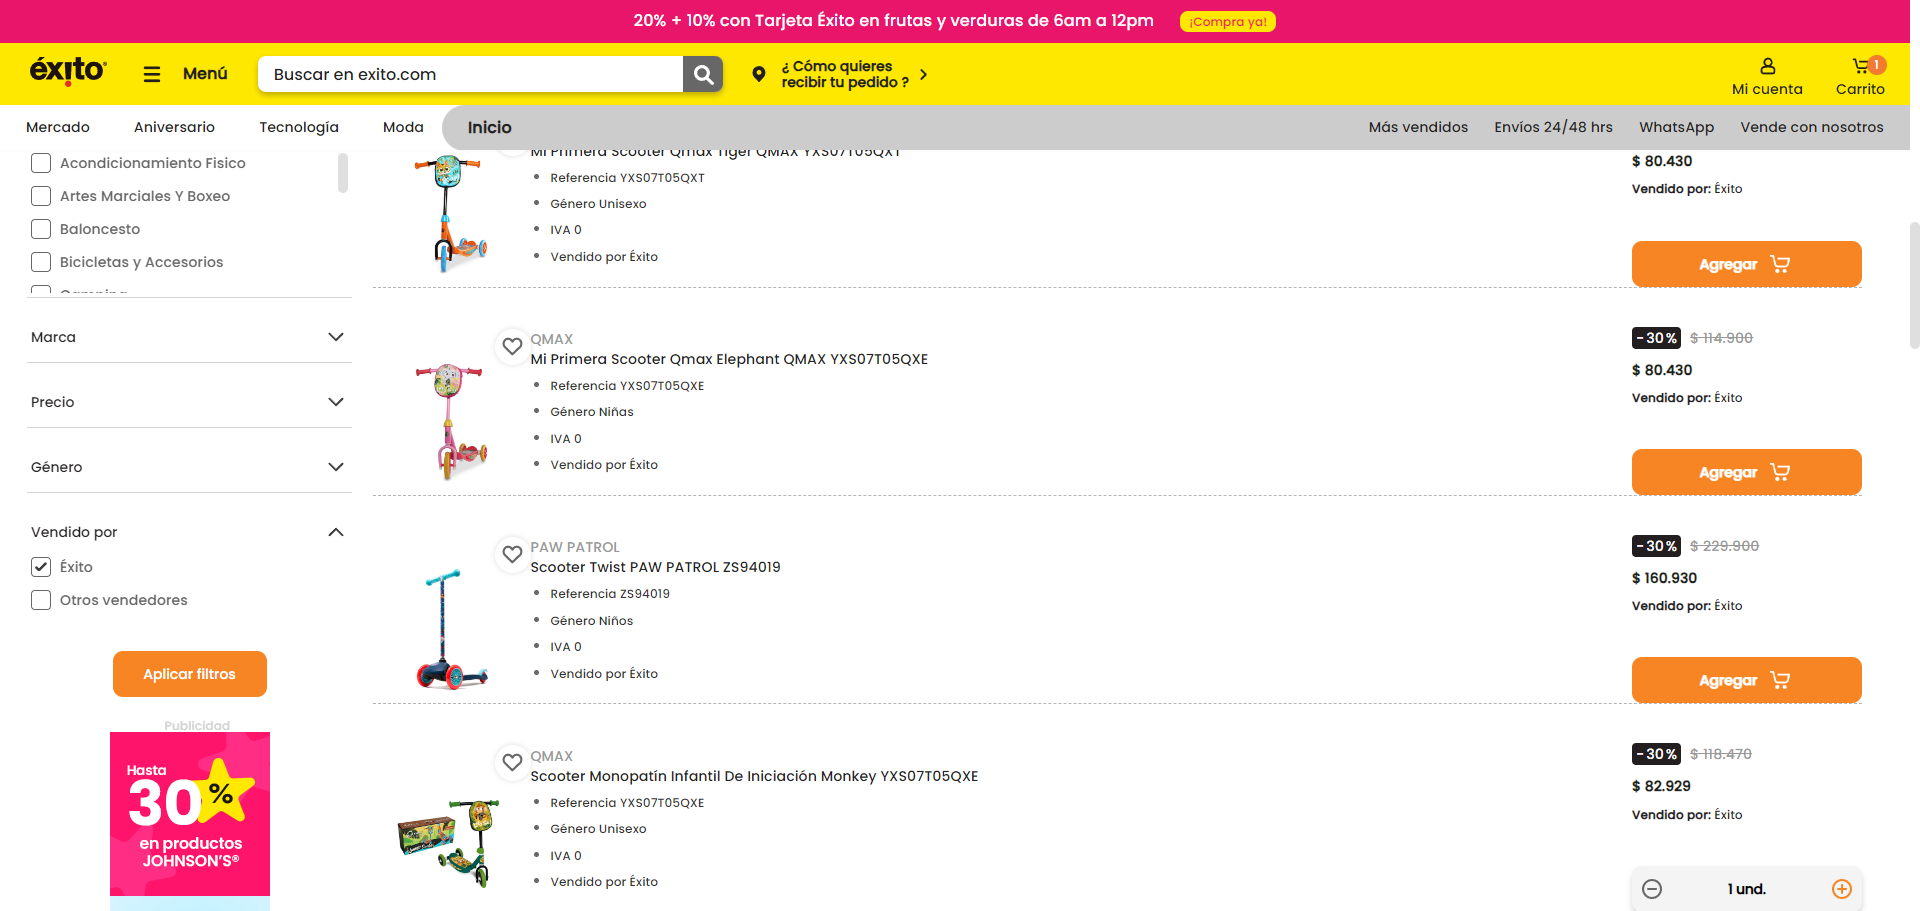 20% + 10% con Tarjeta Éxito en frutas y verduras de 6am a 12pm
¡Compra ya!
éxito
Menú
Buscar en exito.com
¿ Cómo quieres
recibir tu pedido ?
Mi cuenta
1
Carrito
Mercado
Aniversario
Tecnología
Moda
Inicio
Más vendidos
Envíos 24/48 hrs
WhatsApp
Vende con nosotros
Acondicionamiento Fisico
Artes Marciales Y Boxeo
Baloncesto
Bicicletas y Accesorios
Camping
Marca
Precio
Género
Vendido por
Éxito
Otros vendedores
Aplicar filtros
Publicidad
Hasta
30%
en productos
JOHNSON'S®
Mi Primera Scooter Qmax Tiger QMAX YXS07T05QXT
Referencia YXS07T05QXT
Género Unisexo
IVA 0
Vendido por Éxito
$ 80.430
Vendido por: Éxito
Agregar
QMAX
Mi Primera Scooter Qmax Elephant QMAX YXS07T05QXE
Referencia YXS07T05QXE
Género Niñas
IVA 0
Vendido por Éxito
-30% $ 114.900
$ 80.430
Vendido por: Éxito
Agregar
PAW PATROL
Scooter Twist PAW PATROL ZS94019
Referencia ZS94019
Género Niños
IVA 0
Vendido por Éxito
-30% $ 229.900
$ 160.930
Vendido por: Éxito
Agregar
QMAX
Scooter Monopatín Infantil De Iniciación Monkey YXS07T05QXE
Referencia YXS07T05QXE
Género Unisexo
IVA 0
Vendido por Éxito
-30% $ 118.470
$ 82.929
Vendido por: Éxito
1 und.